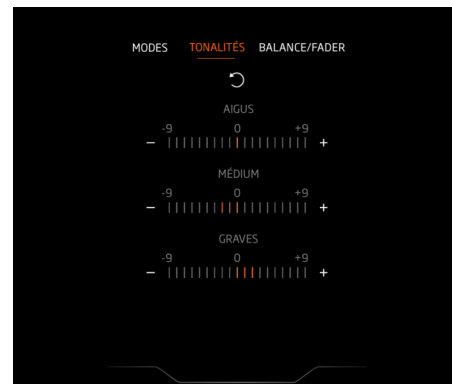 MODES TONALITÉS BALANCE/FADER
AIGUS
-9 0 +9
− +
MÉDIUM
-9 0 +9
− +
GRAVES
-9 0 +9
− +